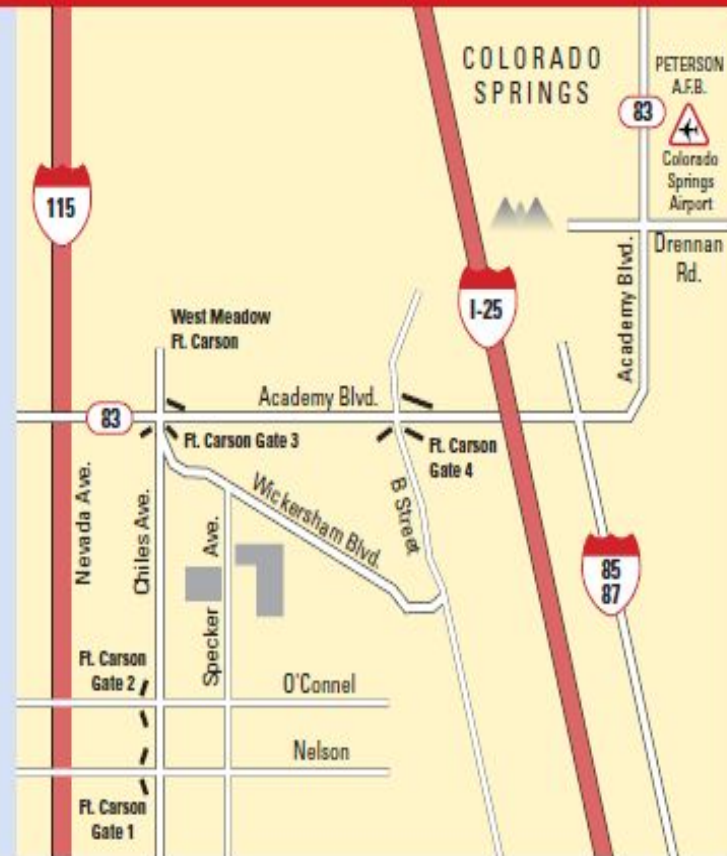 COLORADO
SPRINGS
PETERSON
A.F.B.
83
Colorado
Springs
Airport
115
Drennan
Rd.
Academy Blvd.
I-25
West Meadow
Ft. Carson
Academy Blvd.
83
Ft. Carson Gate 3
Ft. Carson
Gate 4
Nevada Ave.
Chiles Ave.
Wickersham Blvd.
B Street
Specker Ave.
85
87
Ft. Carson
Gate 2
O'Connel
Nelson
Ft. Carson
Gate 1